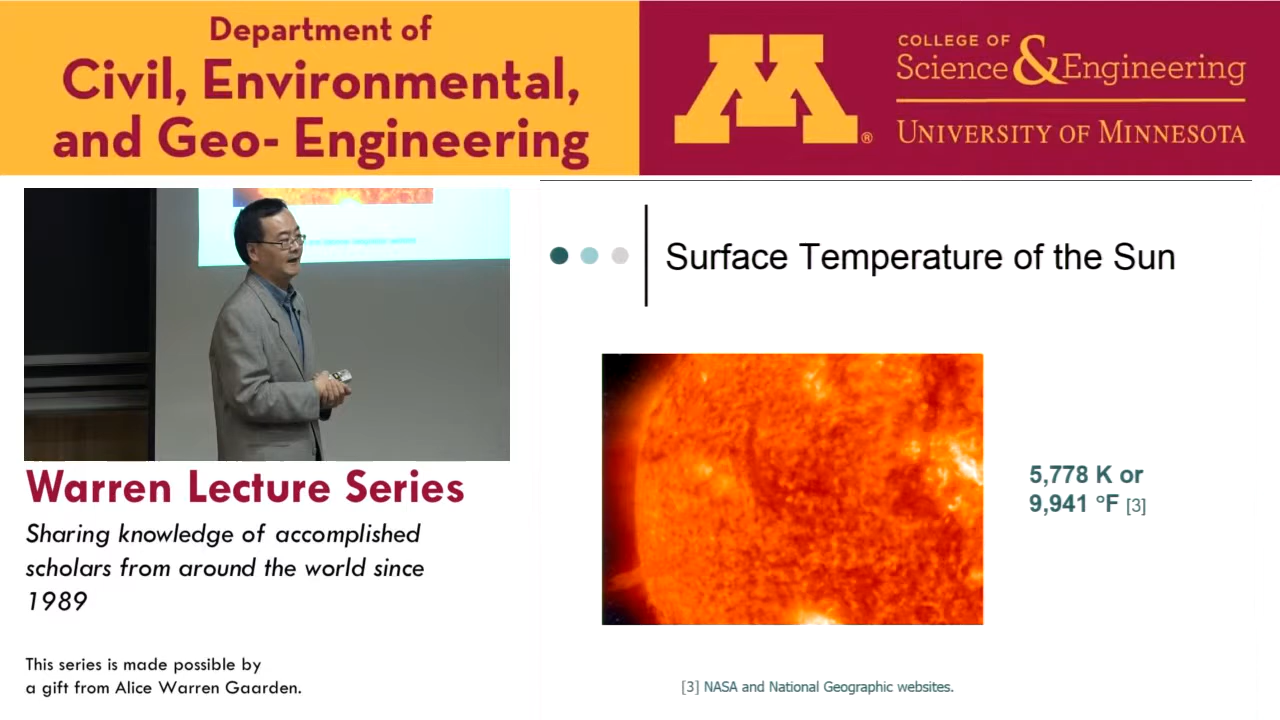 Department of
Civil, Environmental,
and Geo- Engineering
M®
COLLEGE OF
Science & Engineering
UNIVERSITY OF MINNESOTA
Surface Temperature of the Sun
5,778 K or
9,941 °F [3]
[3] NASA and National Geographic websites.
Warren Lecture Series
Sharing knowledge of accomplished
scholars from around the world since
1989
This series is made possible by
a gift from Alice Warren Gaarden.